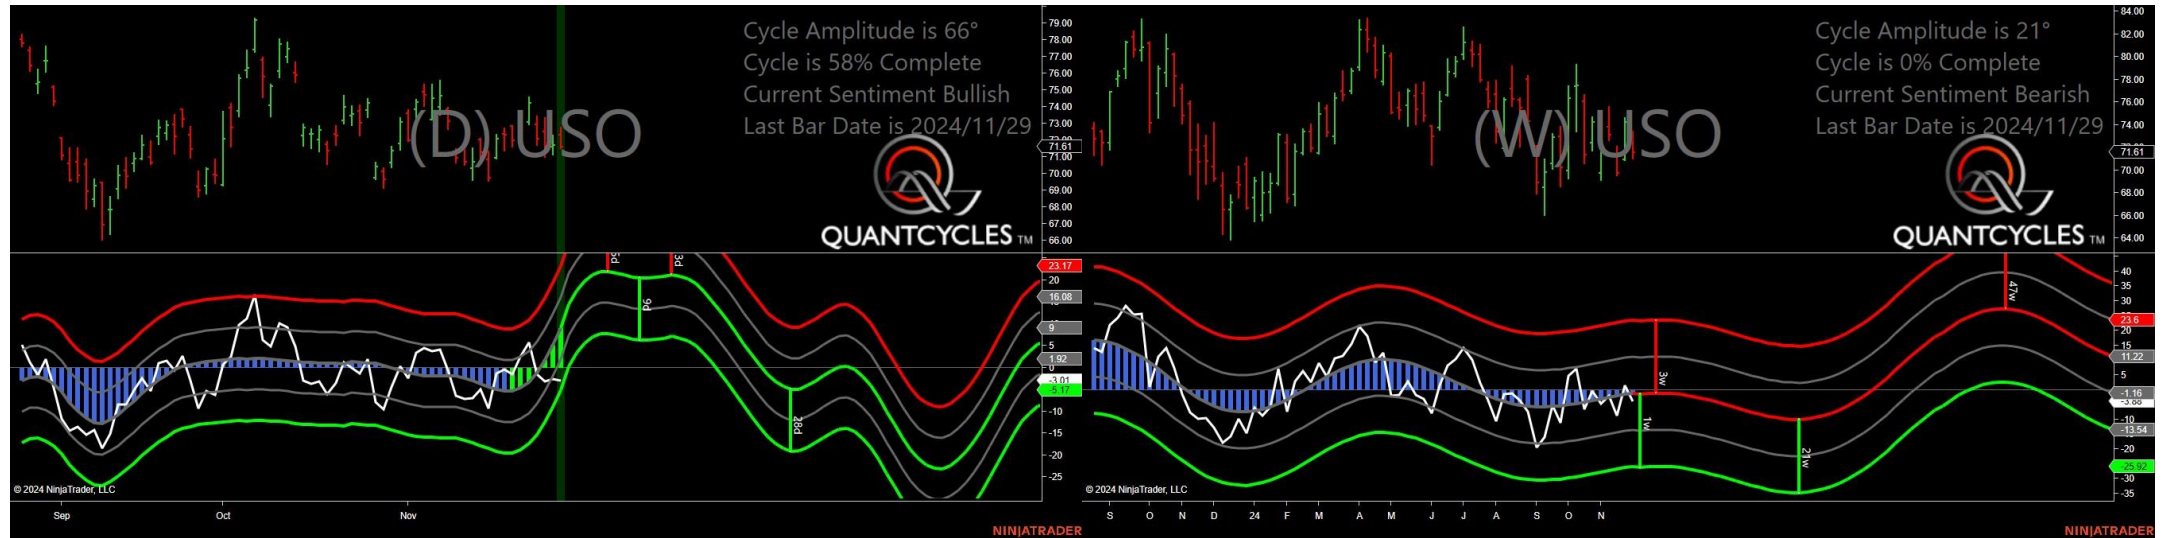 Cycle Amplitude is 66°
Cycle is 58% Complete
Current Sentiment Bullish
Last Bar Date is 2024/11/29
(D) USO
QUANTCYCLES TM
79.00
78.00
77.00
76.00
75.00
74.00
73.00
71.61
71.00
70.00
69.00
68.00
67.00
66.00
23.17
20
16.08
9
5
1.92
0
-3.01
-5.17
-10
-15
-20
-25
3d
9d
28d
© 2024 NinjaTrader, LLC
Sep
Oct
Nov
NINJATRADER
Cycle Amplitude is 21°
Cycle is 0% Complete
Current Sentiment Bearish
Last Bar Date is 2024/11/29
(W) USO
QUANTCYCLES TM
84.00
82.00
80.00
78.00
76.00
74.00
71.61
70.00
68.00
66.00
64.00
40
35
30
23.6
20
15
11.22
5
-1.16
-10
-13.54
-20
-25.92
-30
-35
47w
3w
1w
21w
© 2024 NinjaTrader, LLC
S O N D 24 F M A M J J A S O N
NINJATRADER